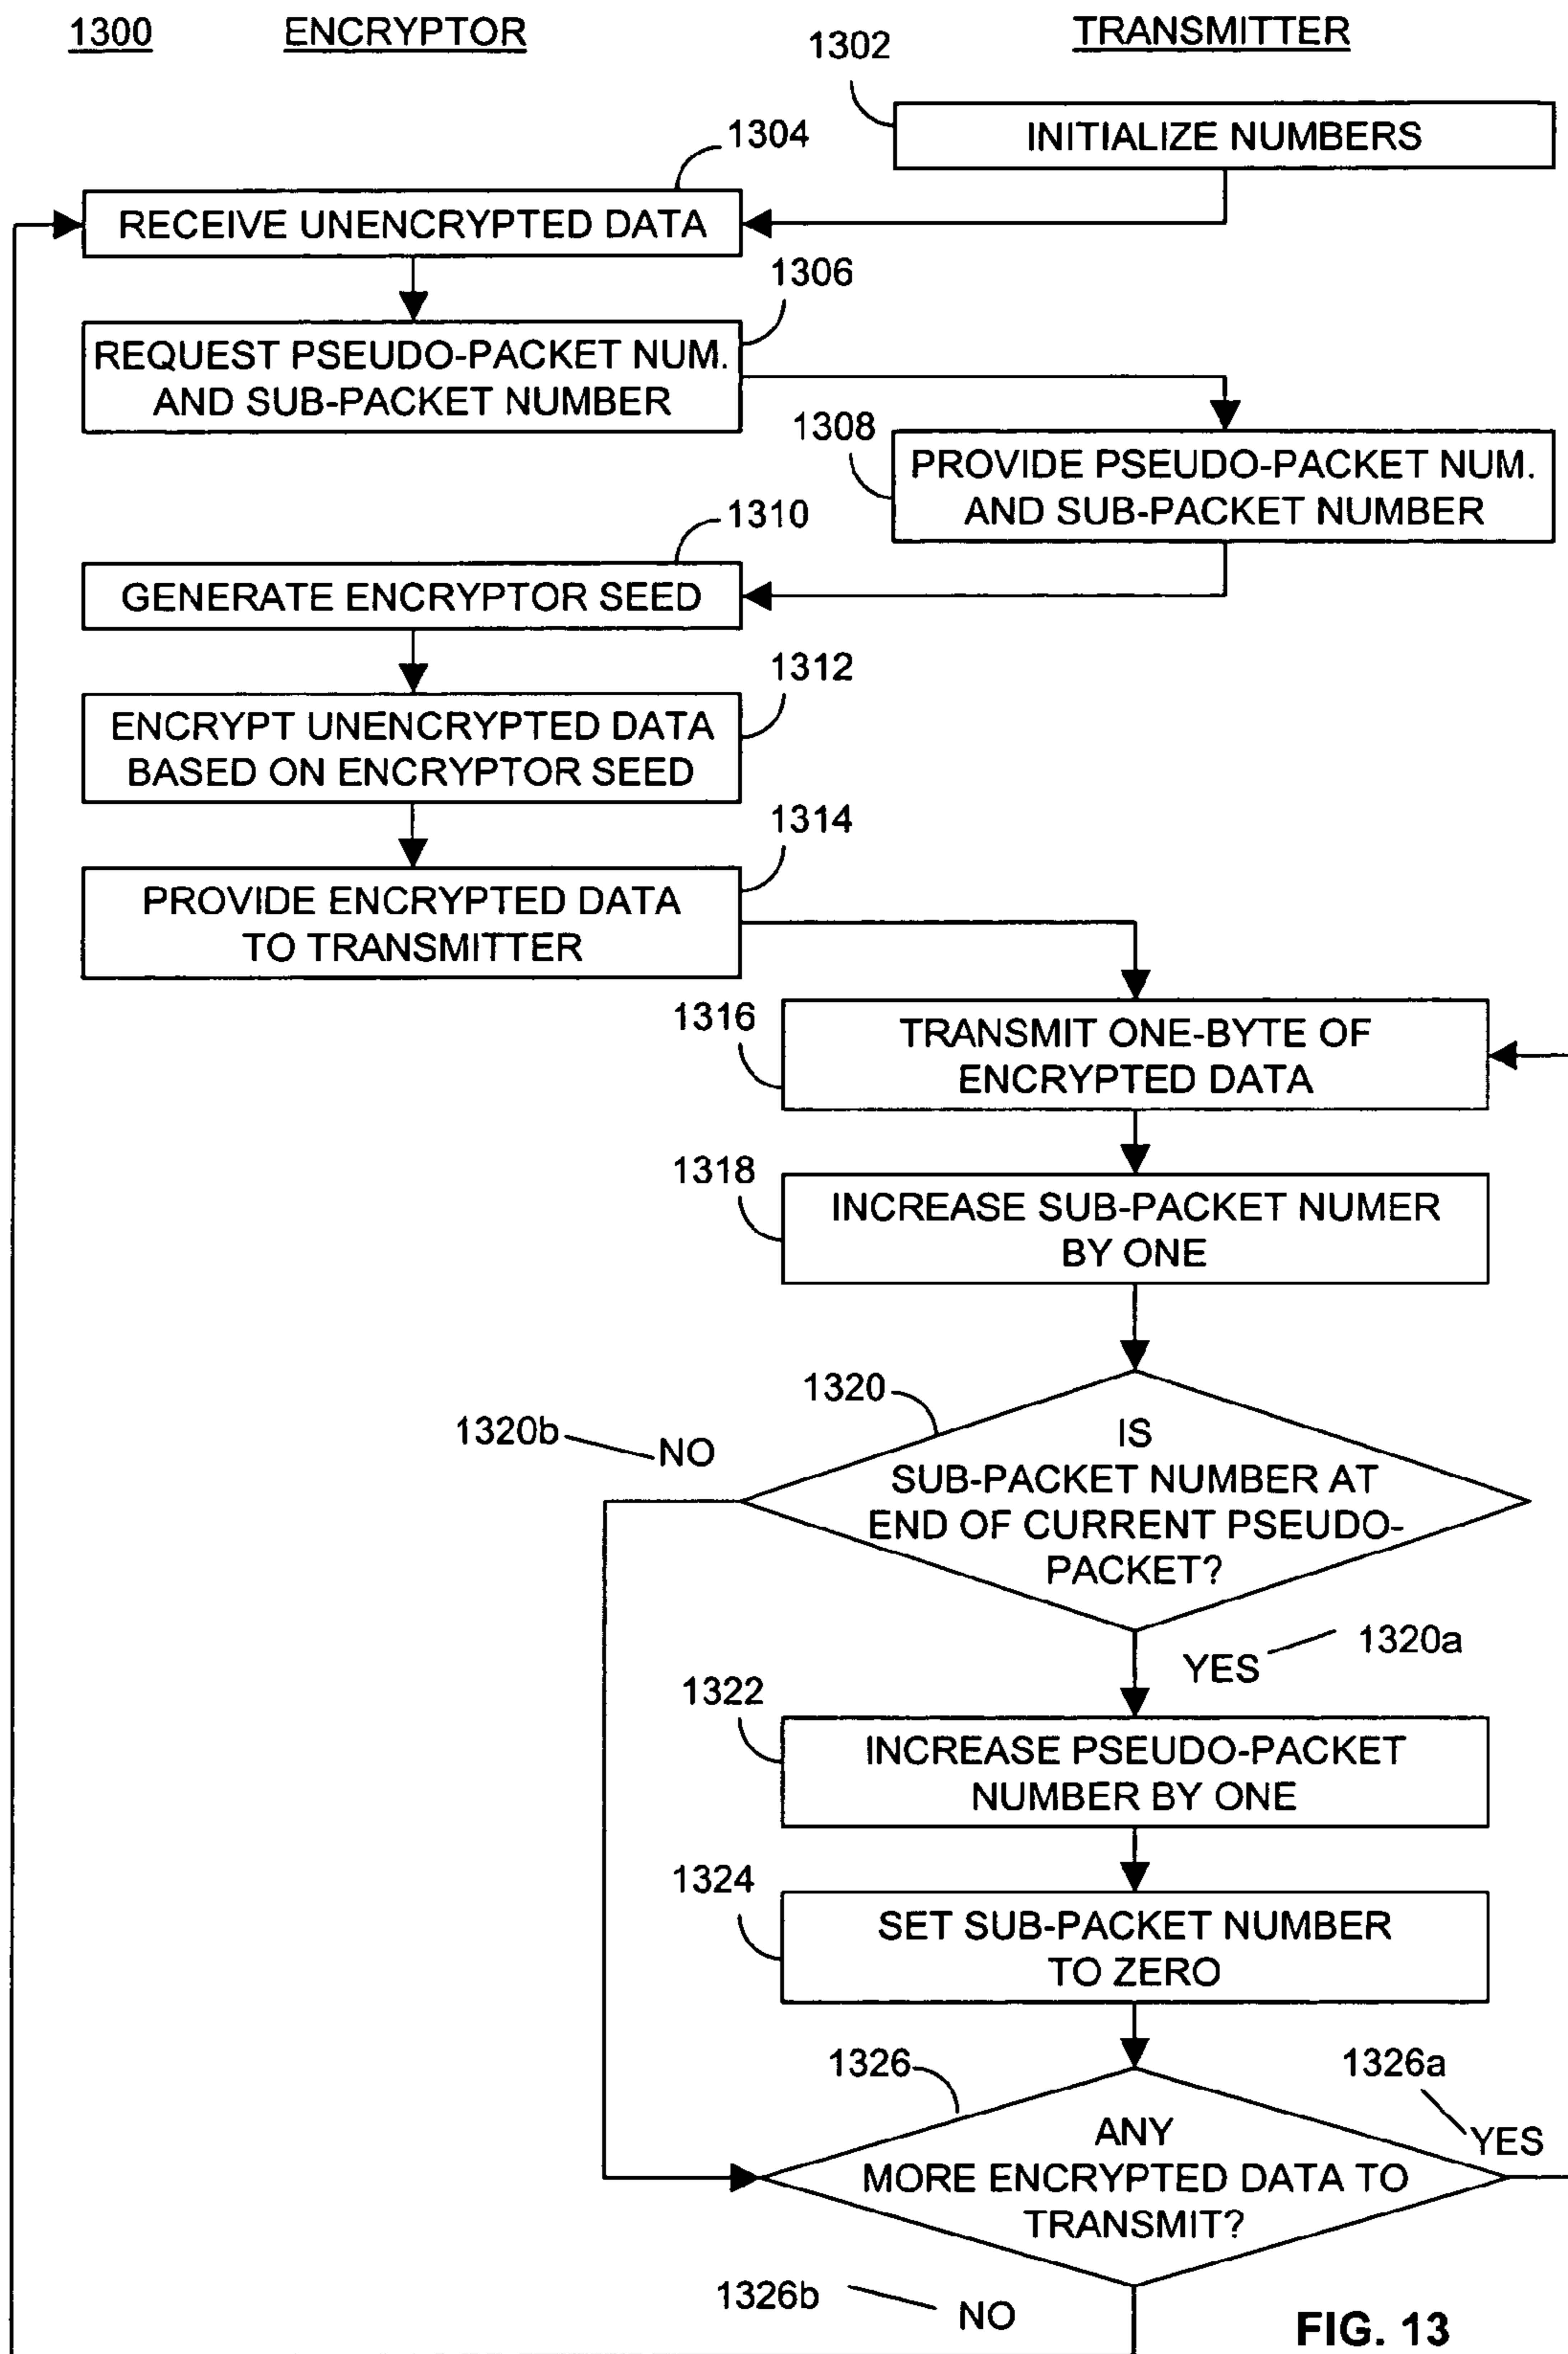 1300 ENCRYPTOR TRANSMITTER
1302
INITIALIZE NUMBERS
1304
RECEIVE UNENCRYPTED DATA
1306
REQUEST PSEUDO-PACKET NUM.
AND SUB-PACKET NUMBER
1308
PROVIDE PSEUDO-PACKET NUM.
AND SUB-PACKET NUMBER
1310
GENERATE ENCRYPTOR SEED
1312
ENCRYPT UNENCRYPTED DATA
BASED ON ENCRYPTOR SEED
1314
PROVIDE ENCRYPTED DATA
TO TRANSMITTER
1316
TRANSMIT ONE-BYTE OF
ENCRYPTED DATA
1318
INCREASE SUB-PACKET NUMER
BY ONE
1320
1320b NO
IS
SUB-PACKET NUMBER AT
END OF CURRENT PSEUDO-
PACKET?
YES 1320a
1322
INCREASE PSEUDO-PACKET
NUMBER BY ONE
1324
SET SUB-PACKET NUMBER
TO ZERO
1326
1326a
YES
ANY
MORE ENCRYPTED DATA TO
TRANSMIT?
1326b NO
FIG. 13